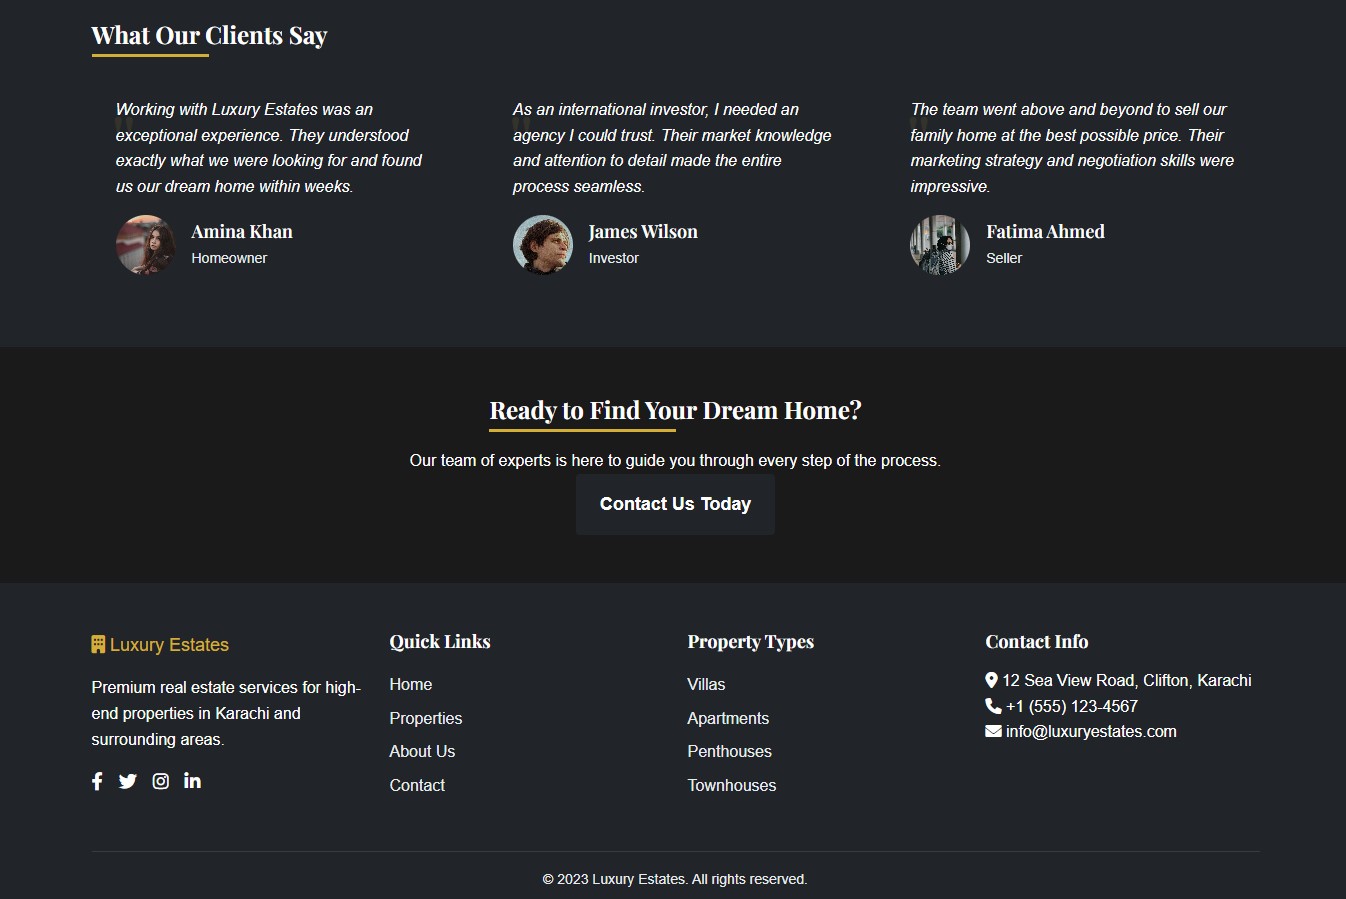 What Our Clients Say
Working with Luxury Estates was an
exceptional experience. They understood
exactly what we were looking for and found
us our dream home within weeks.
Amina Khan
Homeowner
As an international investor, I needed an
agency I could trust. Their market knowledge
and attention to detail made the entire
process seamless.
James Wilson
Investor
The team went above and beyond to sell our
family home at the best possible price. Their
marketing strategy and negotiation skills were
impressive.
Fatima Ahmed
Seller
Ready to Find Your Dream Home?
Our team of experts is here to guide you through every step of the process.
Contact Us Today
Luxury Estates
Premium real estate services for high-
end properties in Karachi and
surrounding areas.
Quick Links
Home
Properties
About Us
Contact
Property Types
Villas
Apartments
Penthouses
Townhouses
Contact Info
12 Sea View Road, Clifton, Karachi
+1 (555) 123-4567
info@luxuryestates.com
© 2023 Luxury Estates. All rights reserved.